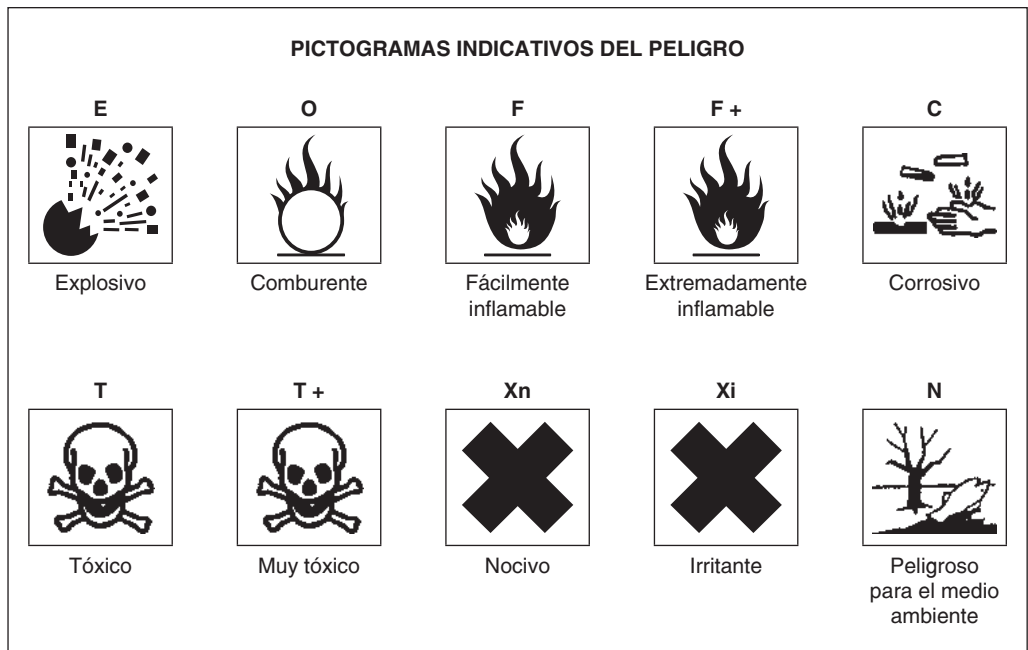 PICTOGRAMAS INDICATIVOS DEL PELIGRO
E
O
F
F +
C
Explosivo
Comburente
Fácilmente
inflamable
Extremadamente
inflamable
Corrosivo
T
T +
Xn
Xi
N
Tóxico
Muy tóxico
Nocivo
Irritante
Peligroso
para el medio
ambiente